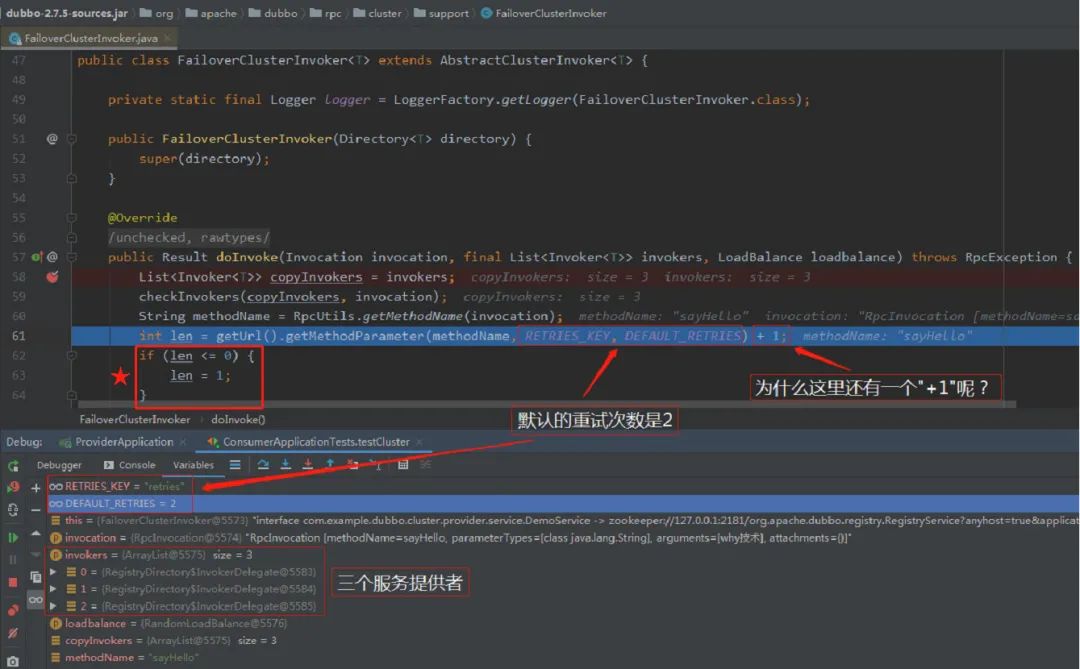 dubbo-2.7.5-sources.jar org apache dubbo rpc cluster support FailoverClusterInvoker
FailoverClusterInvoker.java
47 public class FailoverClusterInvoker<T> extends AbstractClusterInvoker<T> {
48
49 private static final Logger logger = LoggerFactory.getLogger(FailoverClusterInvoker.class);
50
51 @ public FailoverClusterInvoker(Directory<T> directory) {
52 super(directory);
53 }
54
55 @Override
56 /unchecked, rawtypes/
57 @ public Result doInvoke(Invocation invocation, final List<Invoker<T>> invokers, LoadBalance loadbalance) throws RpcException {
58 List<Invoker<T>> copyInvokers = invokers; copyInvokers: size = 3 invokers: size = 3
59 checkInvokers(copyInvokers, invocation); copyInvokers: size = 3
60 String methodName = RpcUtils.getMethodName(invocation); methodName: "sayHello" invocation: "RpcInvocation [methodName=sa
61 int len = getUrl().getMethodParameter(methodName, RETRIES_KEY, DEFAULT_RETRIES) + 1; methodName: "sayHello"
62 if (len <= 0) {
63 len = 1;
64 }
为什么这里还有一个"+1"呢？
FailoverClusterInvoker › doInvoke()
默认的重试次数是2
Debug: ProviderApplication × ConsumerApplicationTests.testCluster ×
Debugger Console Variables
RETRIES_KEY = "retries"
DEFAULT_RETRIES = 2
this = {FailoverClusterInvoker@5573} "interface com.example.dubbo.cluster.provider.service.DemoService -> zookeeper://127.0.0.1:2181/org.apache.dubbo.registry.RegistryService?anyhost=true&applicat
invocation = {RpcInvocation@5574} "RpcInvocation [methodName=sayHello, parameterTypes=[class java.lang.String], arguments=[why技术], attachments={}]"
invokers = {ArrayList@5575} size = 3
0 = {RegistryDirectory$InvokerDelegate@5583}
1 = {RegistryDirectory$InvokerDelegate@5584}
2 = {RegistryDirectory$InvokerDelegate@5585}
三个服务提供者
loadbalance = {RandomLoadBalance@5576}
copyInvokers = {ArrayList@5575} size = 3
methodName = "sayHello"